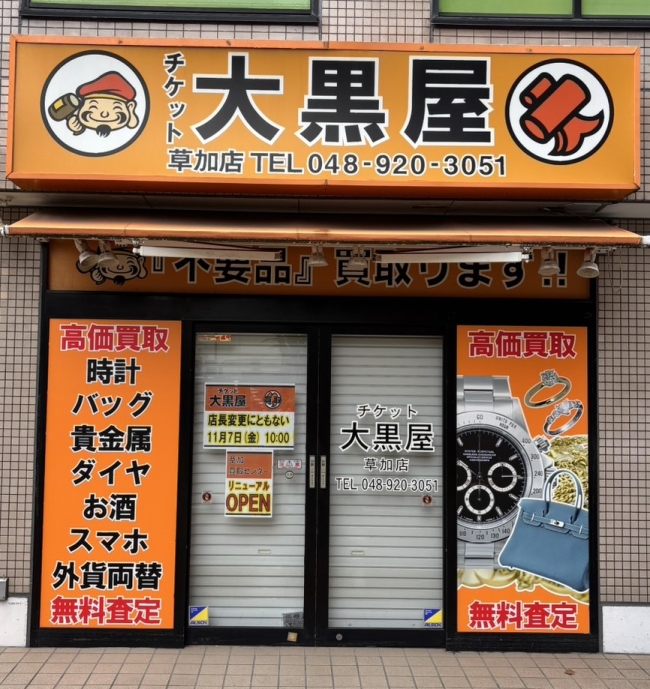 チケット
大黒屋
草加店 TEL 048-920-3051
『不要品』買取ります!!
高価買取
時計
バッグ
貴金属
ダイヤ
お酒
スマホ
外貨両替
無料査定
チケット
大黒屋
店長変更にともない
11月7日(金) 10:00
リニューアル
OPEN
チケット
大黒屋
草加店
TEL 048-920-3051
高価買取
無料査定
ALSOK
ALSOK